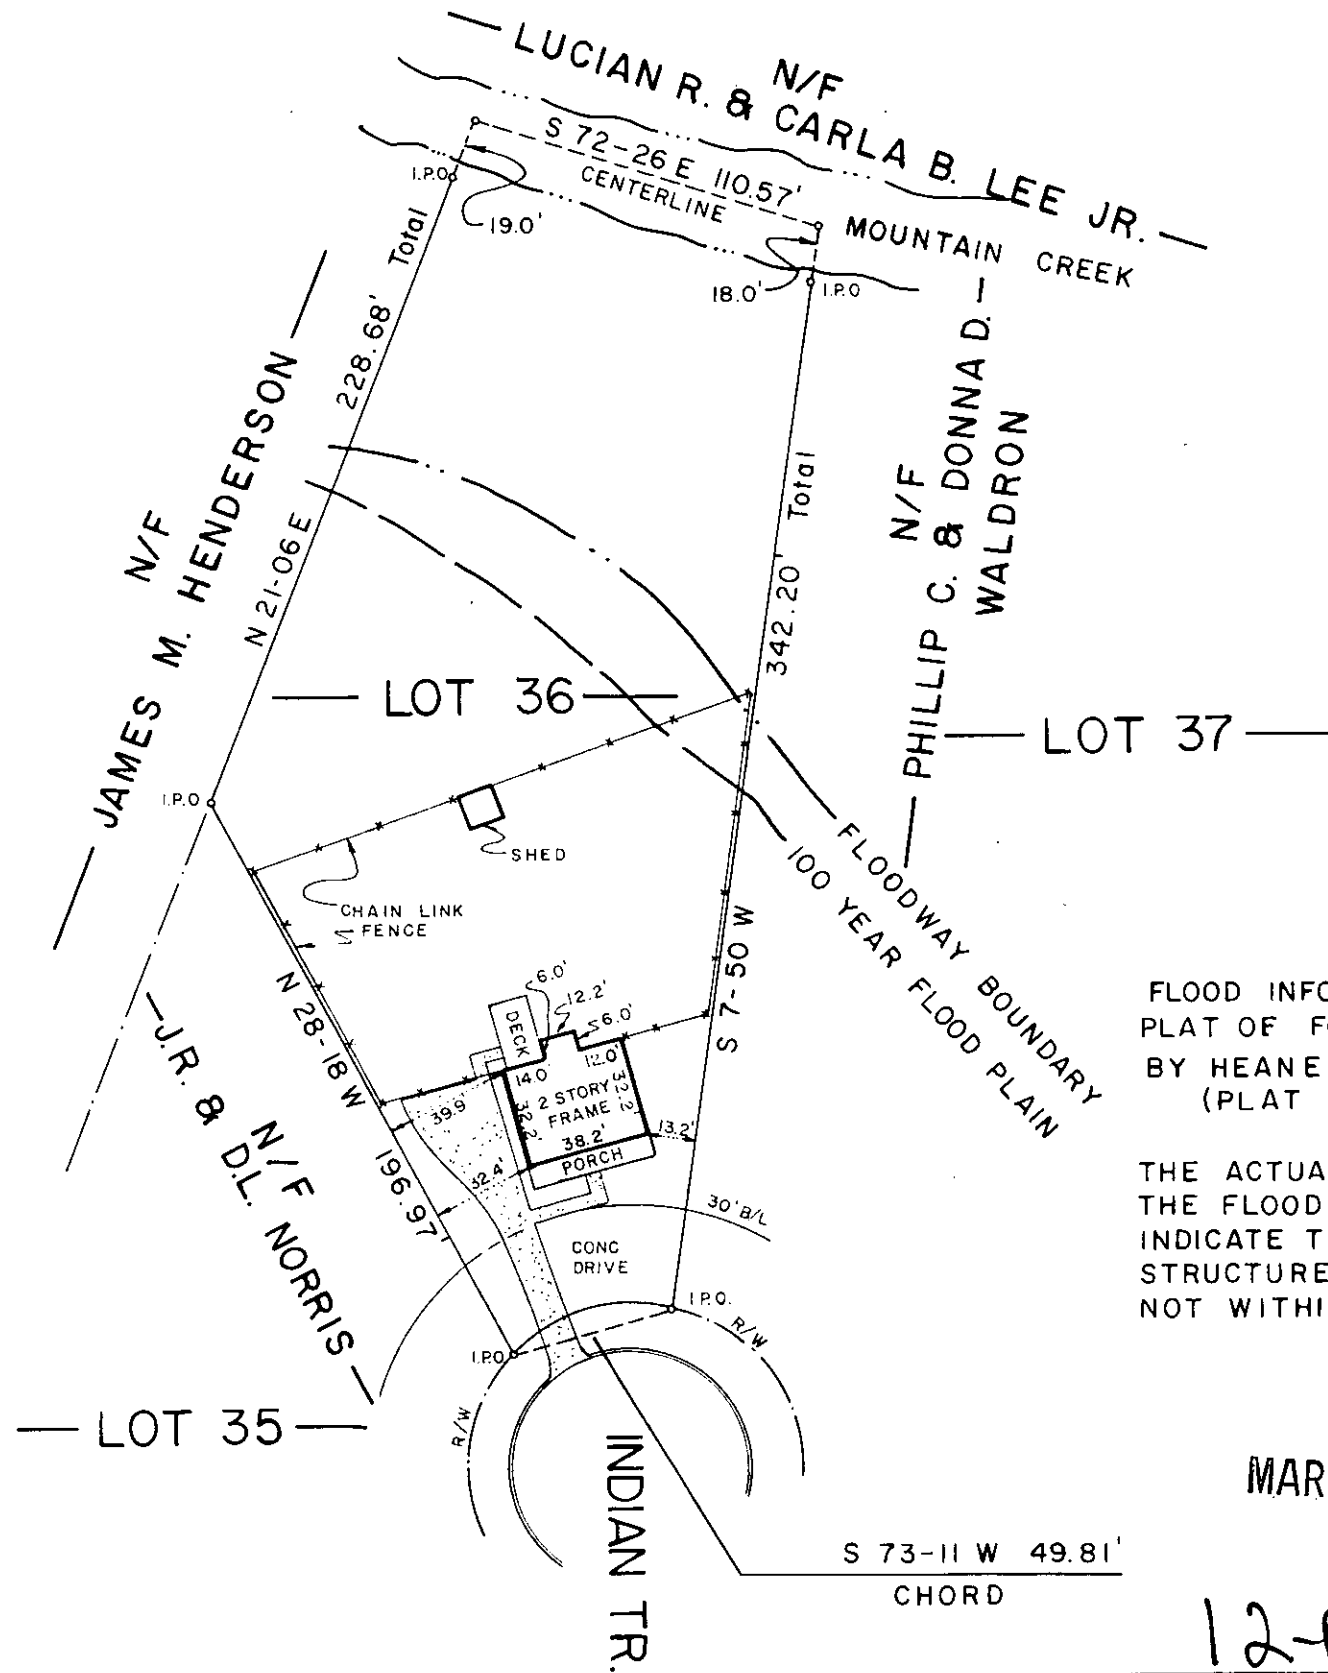 N/F
LUCIAN R. & CARLA B. LEE JR.
S 72-26 E 110.57'
CENTERLINE
MOUNTAIN CREEK
I.P.O
19.0'
18.0'
I.P.O
228.68' Total
N 21-06 E
N/F
JAMES M. HENDERSON
342.20' Total
S 7-50 W
N/F
PHILLIP C. & DONNA D.
WALDRON
LOT 36
LOT 37
I.P.O
SHED
CHAIN LINK
FENCE
FLOODWAY BOUNDARY
100 YEAR FLOOD PLAIN
N 28-18 W
196.97'
N/F
J.R. & D.L. NORRIS
6.0'
12.2'
6.0'
DECK
14.0
12.0'
2 STORY
FRAME
32.2'
32.2'
38.2'
PORCH
39.9'
32.4'
13.2'
30' B/L
CONC
DRIVE
I.P.O.
I.P.O
R/W
R/W
LOT 35
INDIAN TR.
S 73-11 W 49.81'
CHORD
FLOOD INFO
PLAT OF F
BY HEANE
(PLAT
THE ACTUA
THE FLOOD
INDICATE T
STRUCTURE
NOT WITHI
MAR
12-